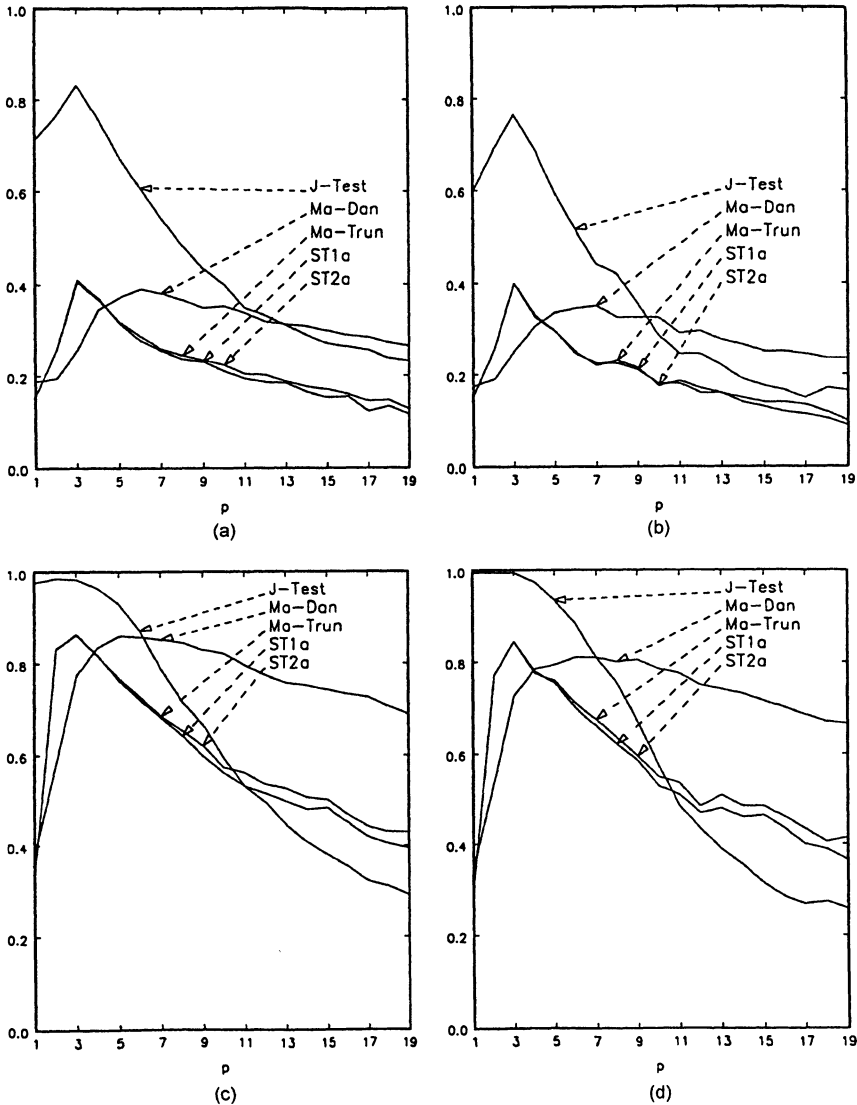 1.0
0.8
0.6
0.4
0.2
0.0
1 3 5 7 9 11 13 15 17 19
p
J-Test
Ma-Dan
Ma-Trun
ST1a
ST2a
(a)
1.0
0.8
0.6
0.4
0.2
0.0
1 3 5 7 9 11 13 15 17 19
p
J-Test
Ma-Dan
Ma-Trun
ST1a
ST2a
(b)
1.0
0.8
0.6
0.4
0.2
0.0
1 3 5 7 9 11 13 15 17 19
p
J-Test
Ma-Dan
Ma-Trun
ST1a
ST2a
(c)
1.0
0.8
0.6
0.4
0.2
0.0
1 3 5 7 9 11 13 15 17 19
p
J-Test
Ma-Dan
Ma-Trun
ST1a
ST2a
(d)